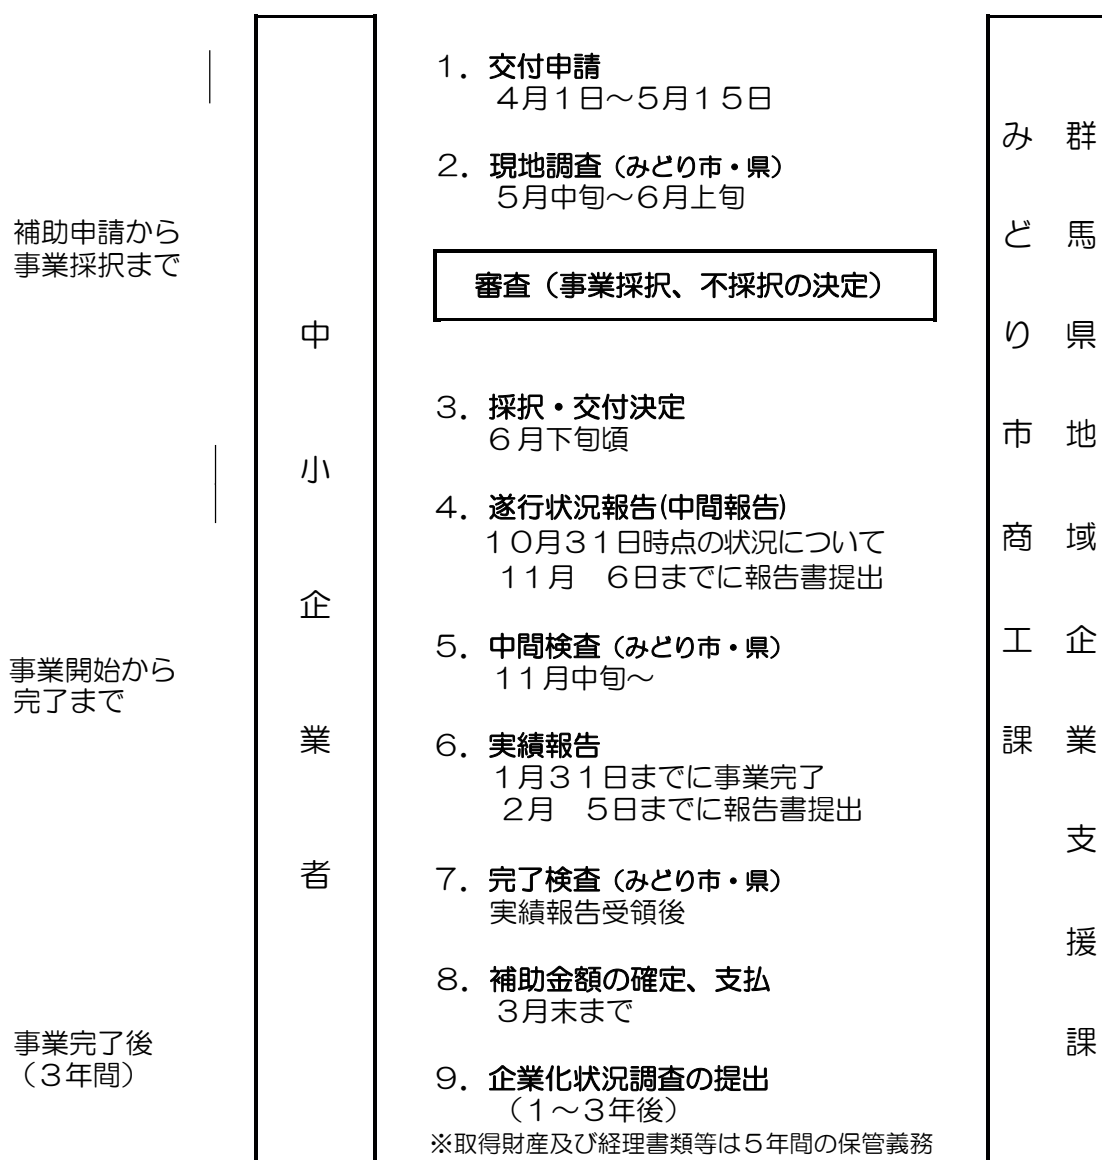 補助申請から
事業採択まで
事業開始から
完了まで
事業完了後
（３年間）
中小企業者
１．交付申請
４月１日～５月１５日
２．現地調査（みどり市・県）
５月中旬～６月上旬
審査（事業採択、不採択の決定）
３．採択・交付決定
６月下旬頃
４．遂行状況報告(中間報告)
１０月３１日時点の状況について
１１月　６日までに報告書提出
５．中間検査（みどり市・県）
１１月中旬～
６．実績報告
１月３１日までに事業完了
２月　５日までに報告書提出
７．完了検査（みどり市・県）
実績報告受領後
８．補助金額の確定、支払
３月末まで
９．企業化状況調査の提出
（１～３年後）
※取得財産及び経理書類等は５年間の保管義務
群馬県地域企業支援課
みどり市商工課